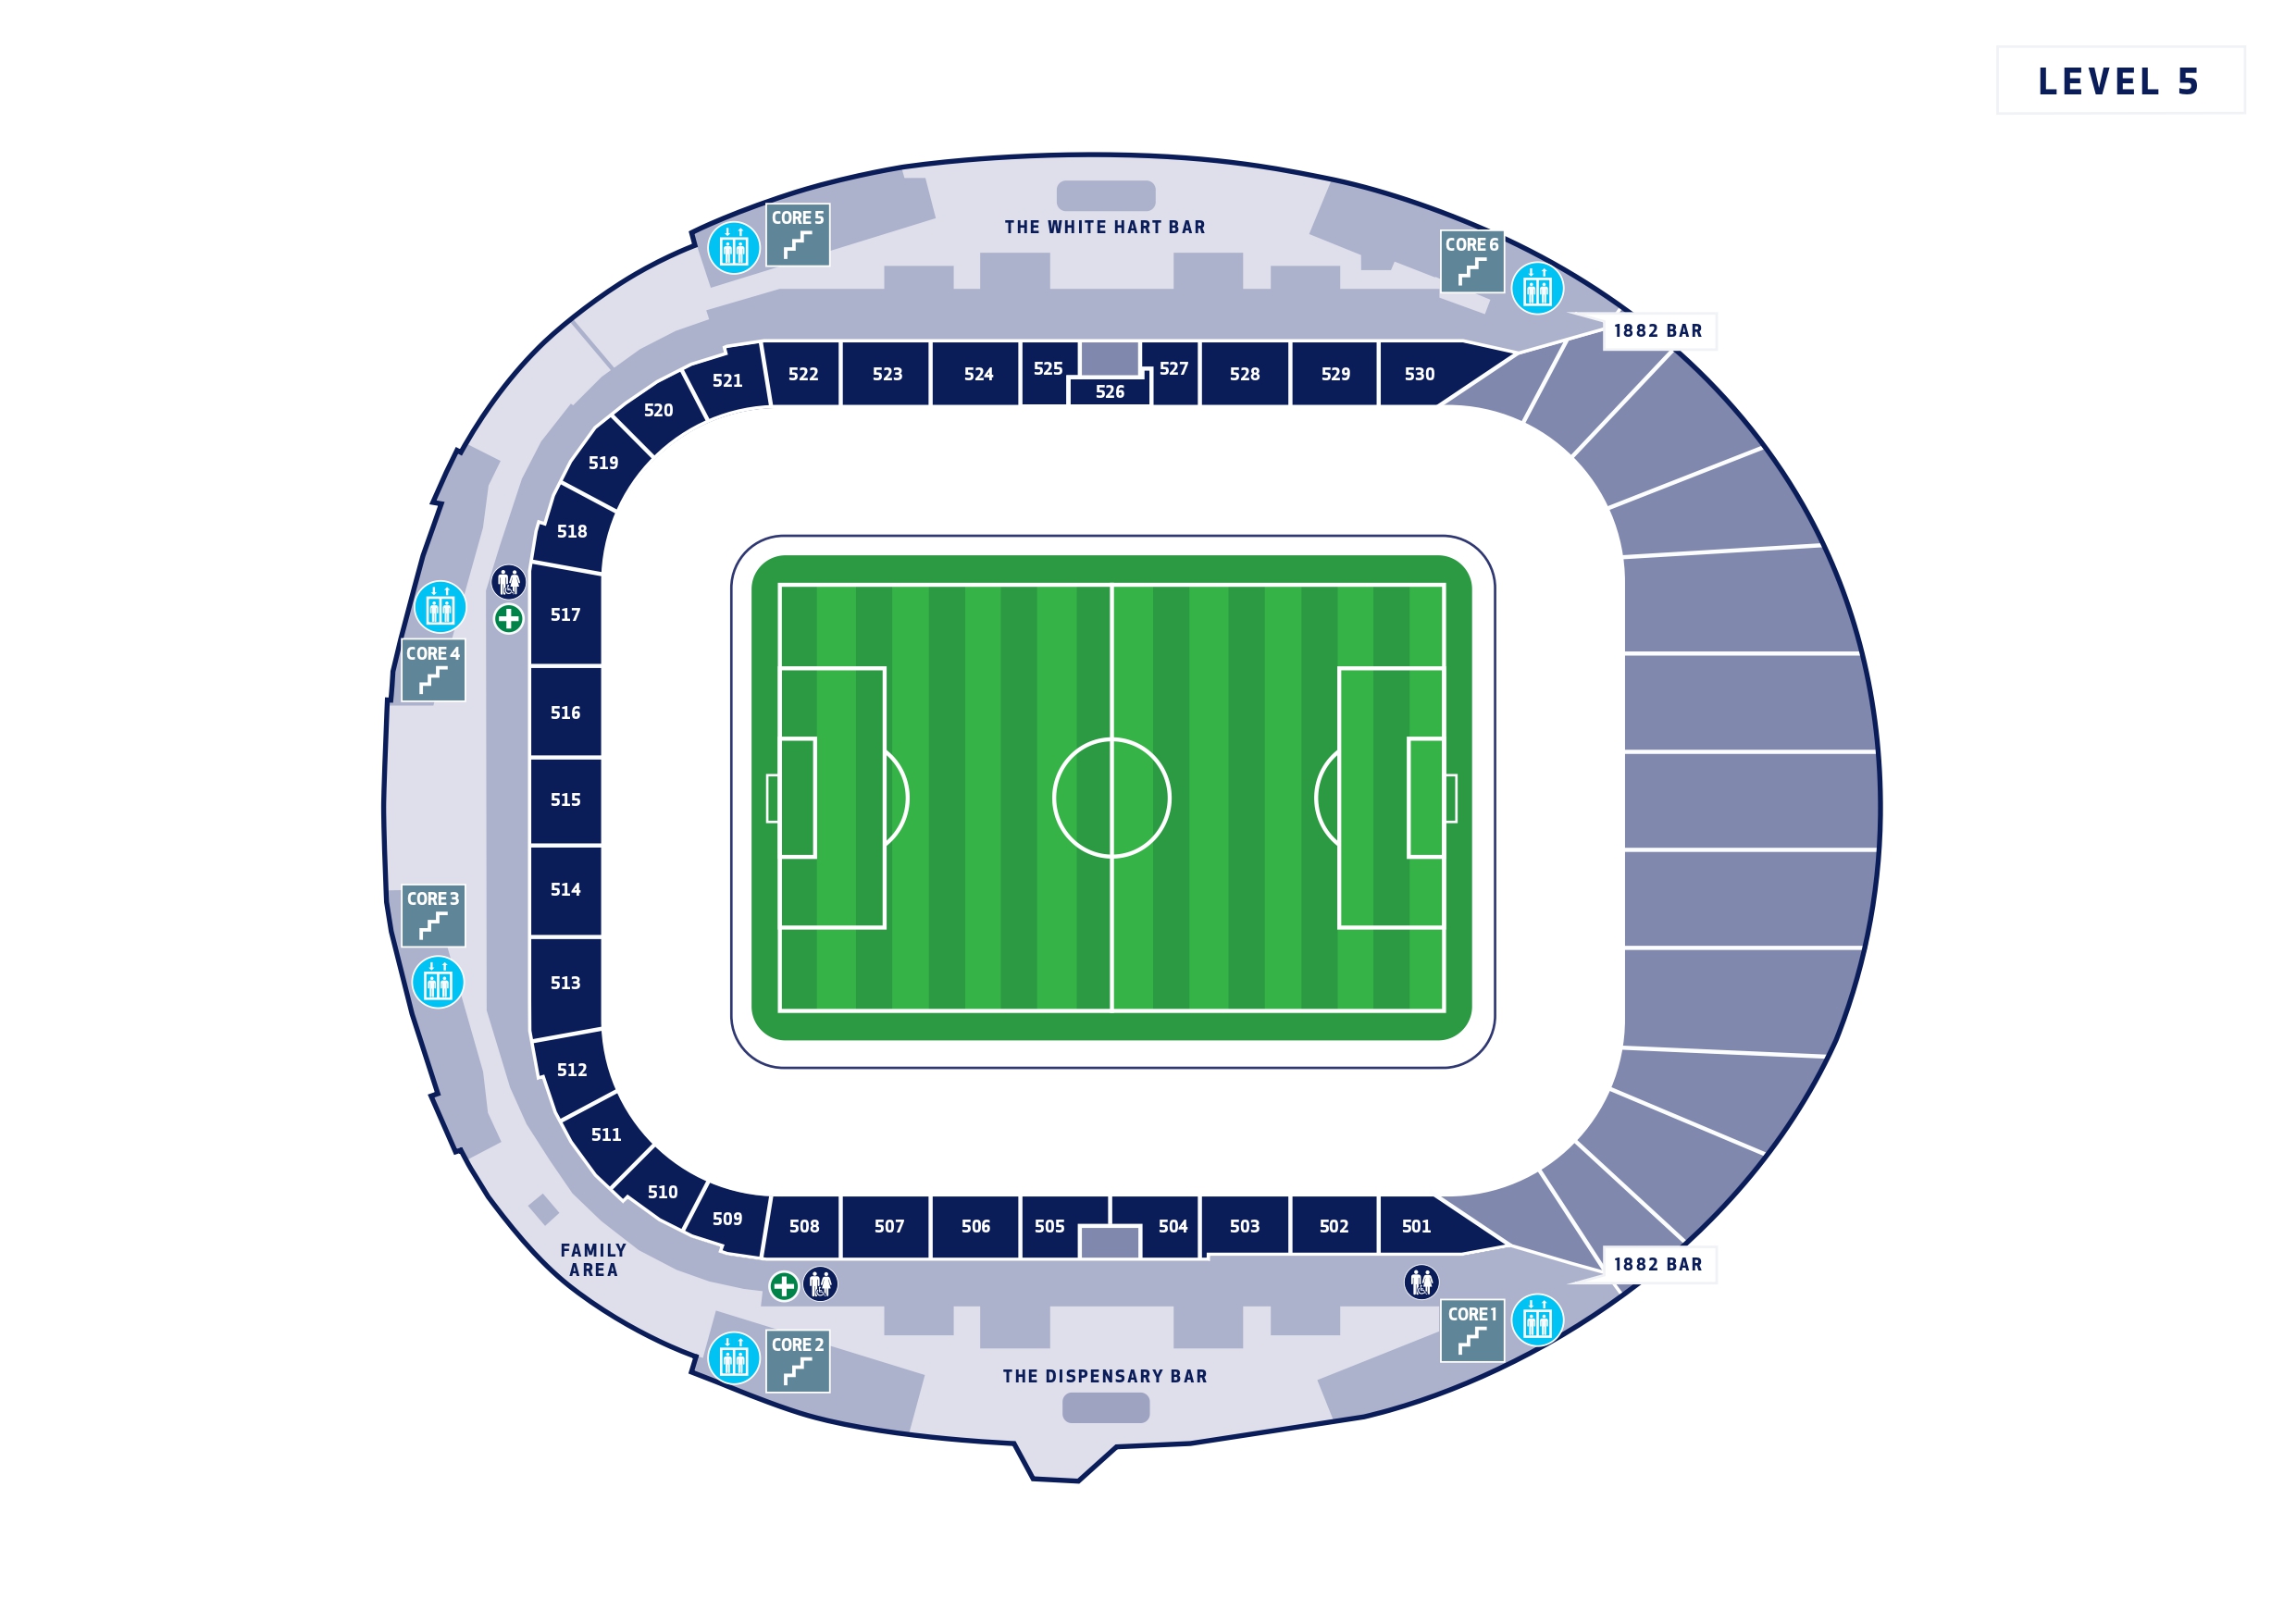 LEVEL 5
CORE 5
THE WHITE HART BAR
CORE 6
1882 BAR
521
522
523
524
525
526
527
528
529
530
520
519
518
517
CORE 4
516
515
514
CORE 3
513
512
511
510
509
508
507
506
505
504
503
502
501
FAMILY
AREA
1882 BAR
CORE 1
CORE 2
THE DISPENSARY BAR